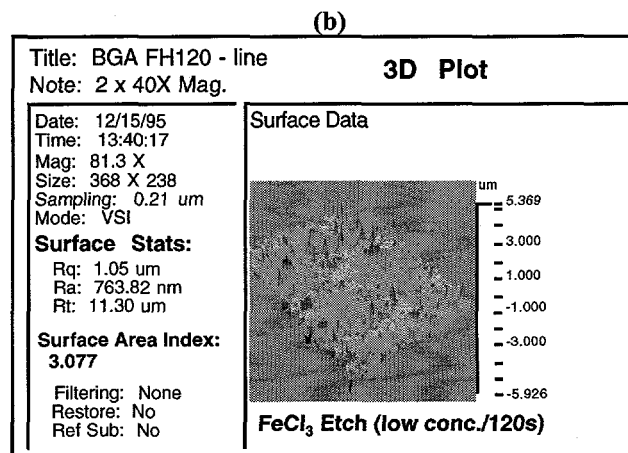 (b)
Title: BGA FH120 - line
Note: 2 x 40X Mag.
3D Plot
Date: 12/15/95
Time: 13:40:17
Mag: 81.3 X
Size: 368 X 238
Sampling: 0.21 um
Mode: VSI
Surface Stats:
Rq: 1.05 um
Ra: 763.82 nm
Rt: 11.30 um
Surface Area Index:
3.077
Filtering: None
Restore: No
Ref Sub: No
Surface Data
um
5.369
3.000
1.000
-1.000
-3.000
-5.926
FeCl₃ Etch (low conc./120s)